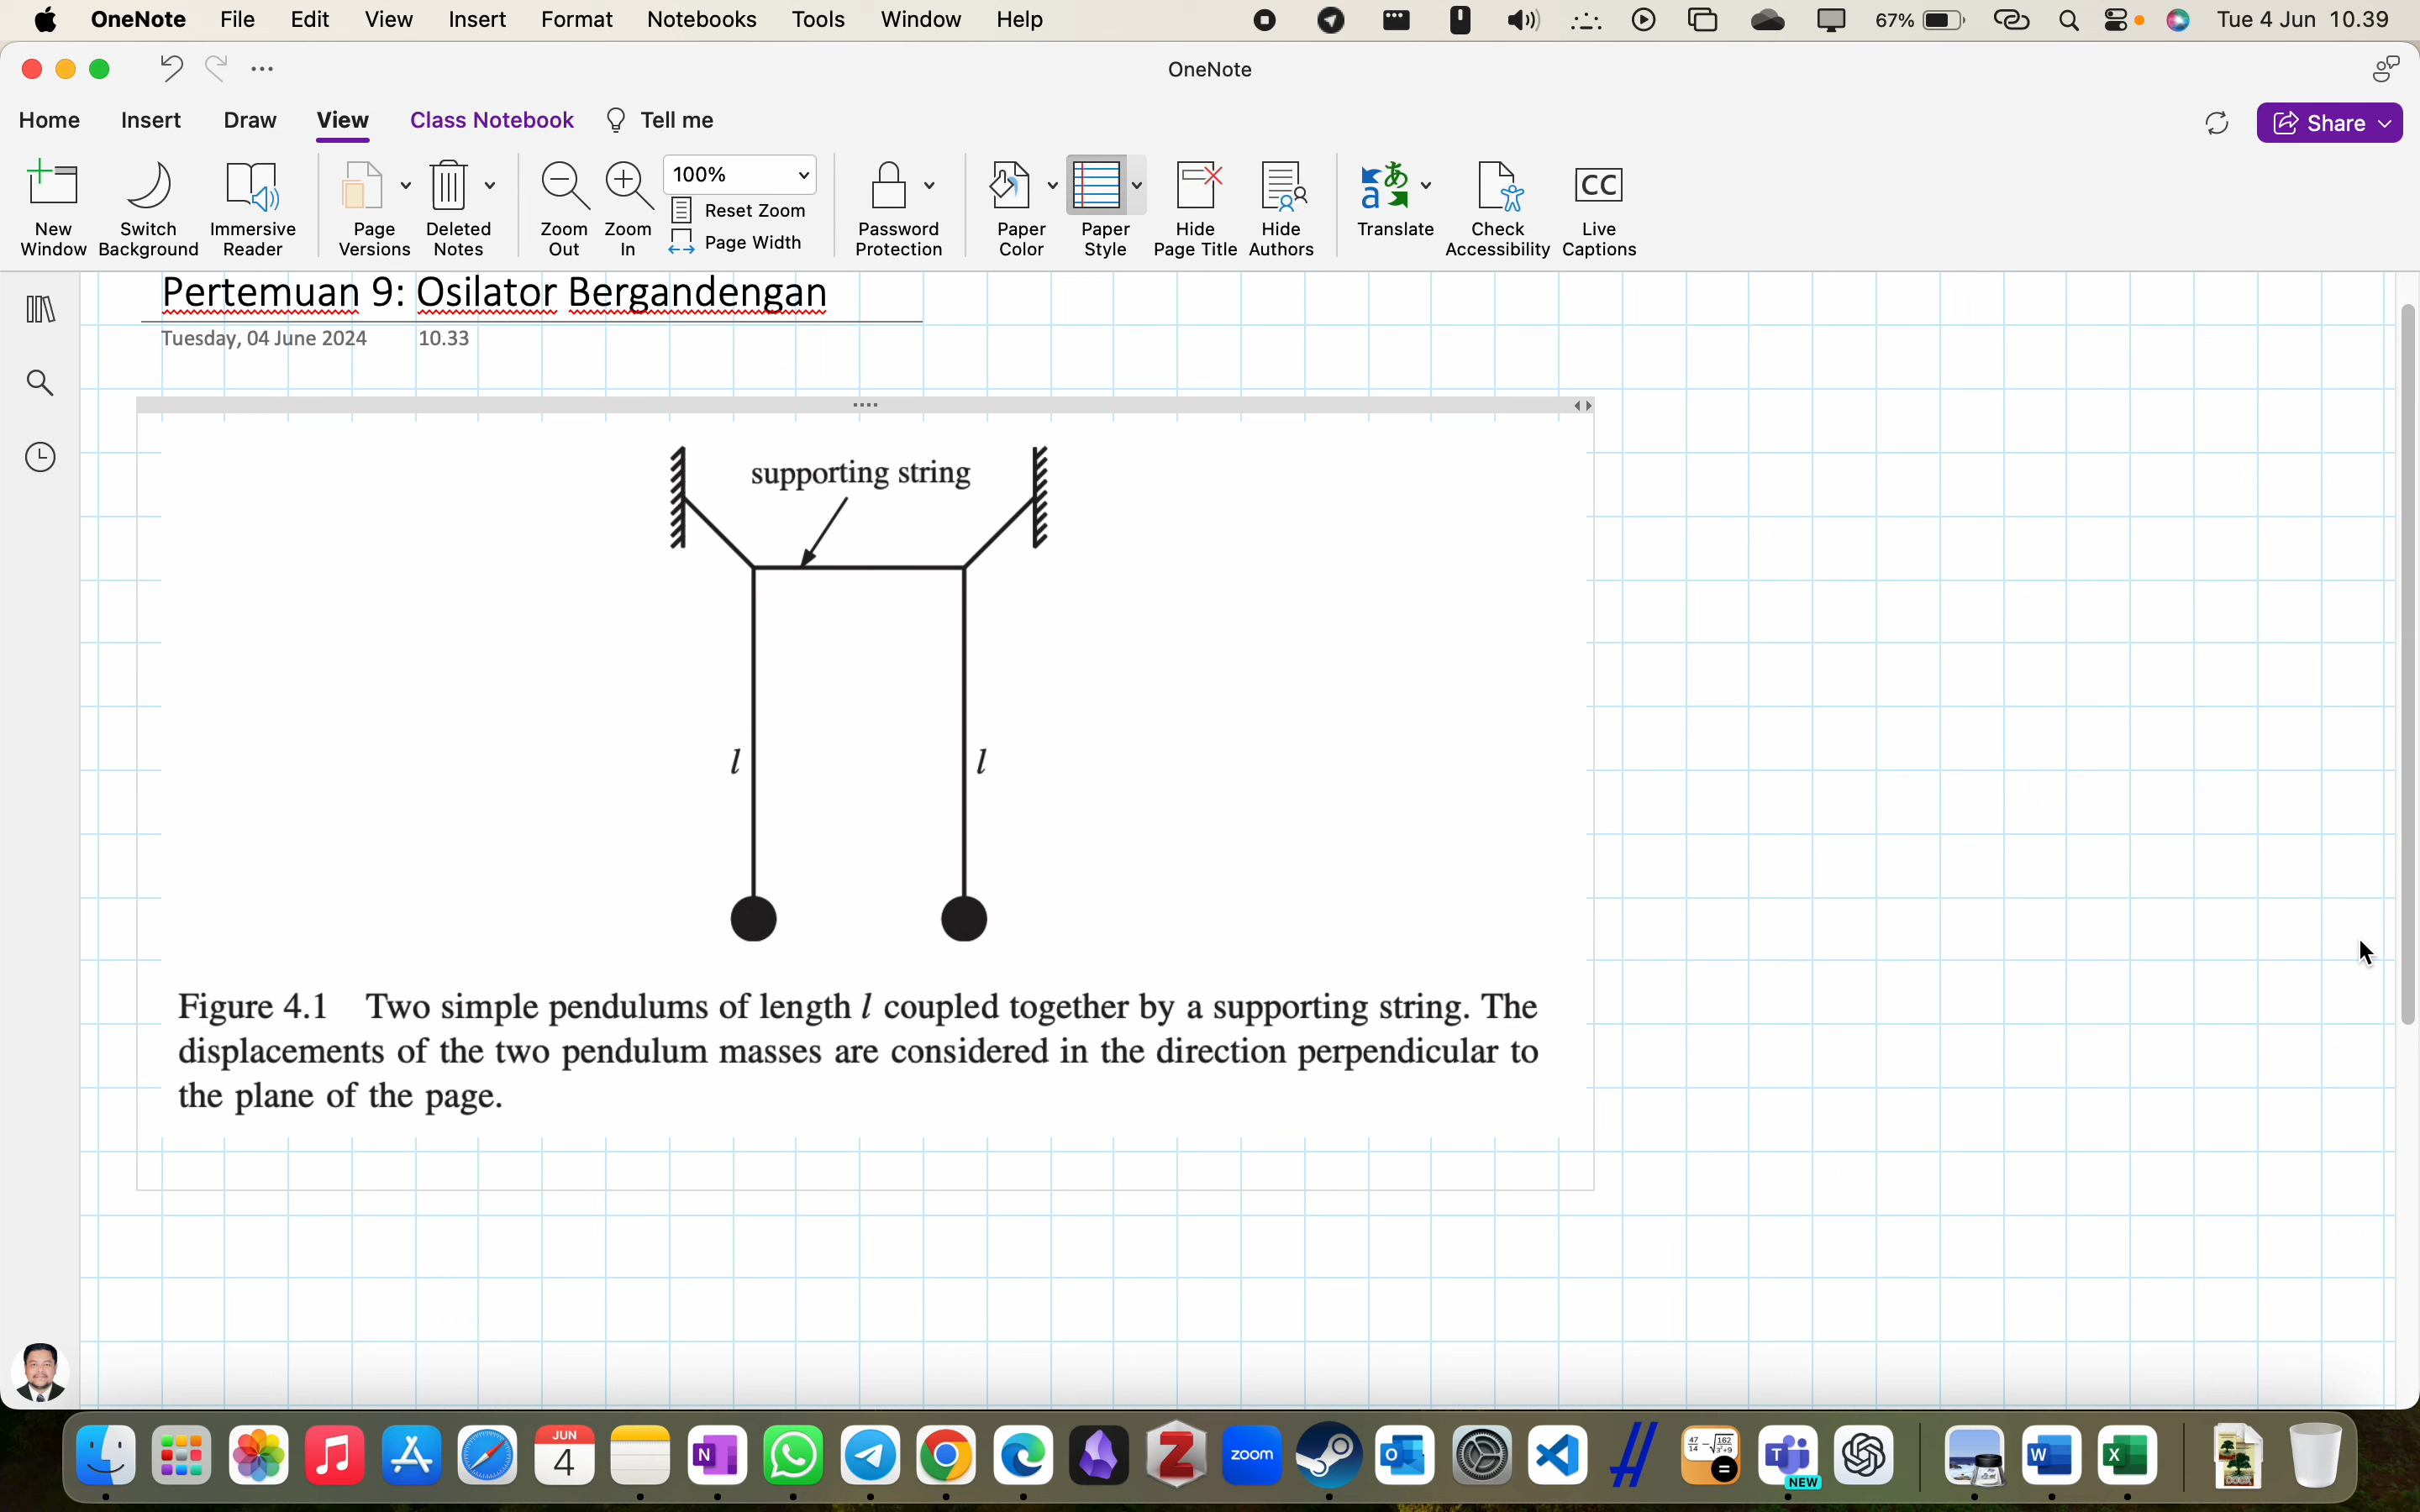 OneNote File Edit View Insert Format Notebooks Tools Window Help 67% Tue 4 Jun 10.39
OneNote
Home Insert Draw View Class Notebook Tell me Share
100%
Reset Zoom
Page Width
New Window Switch Background Immersive Reader Page Versions Deleted Notes Zoom Out Zoom In Password Protection Paper Color Paper Style Hide Page Title Hide Authors Translate Check Accessibility Live Captions
Pertemuan 9: Osilator Bergandengan
Tuesday, 04 June 2024 10.33
supporting string
l l
Figure 4.1 Two simple pendulums of length l coupled together by a supporting string. The
displacements of the two pendulum masses are considered in the direction perpendicular to
the plane of the page.
JUN
4
zoom
NEW